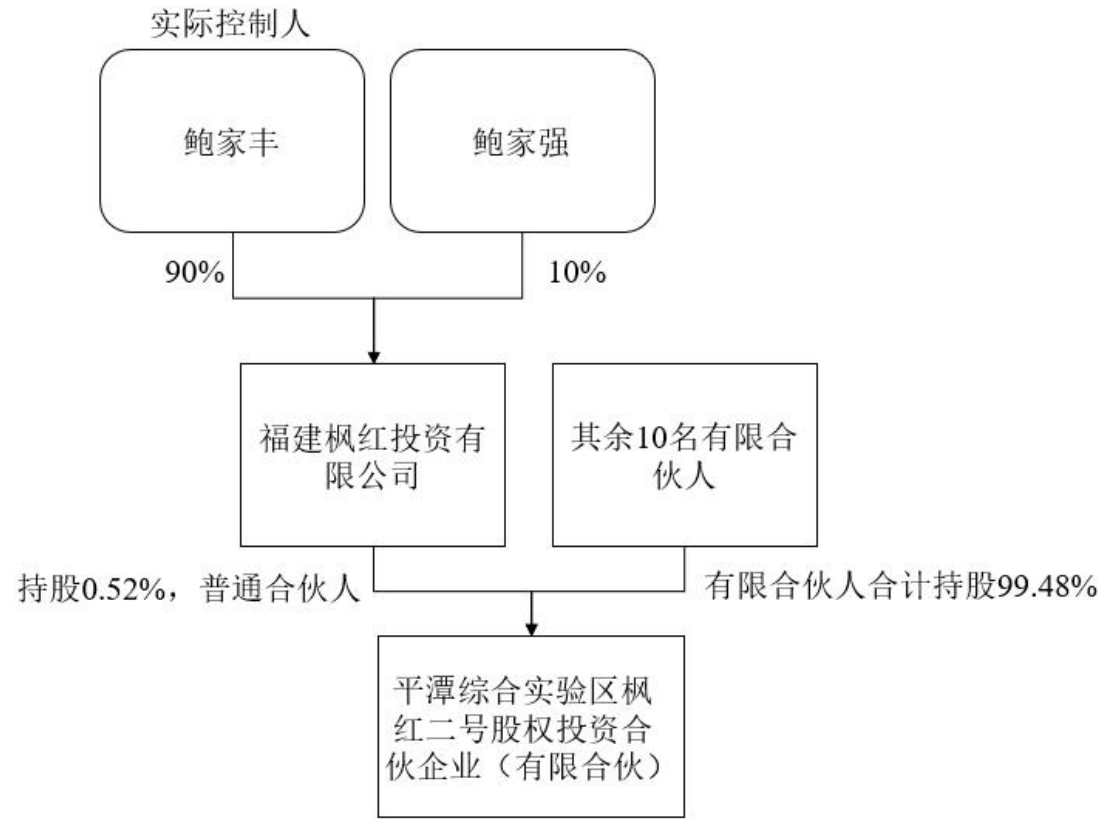 实际控制人
鲍家丰
鲍家强
90%
10%
福建枫红投资有
限公司
其余10名有限合
伙人
持股0.52%，普通合伙人
有限合伙人合计持股99.48%
平潭综合实验区枫
红二号股权投资合
伙企业（有限合伙）